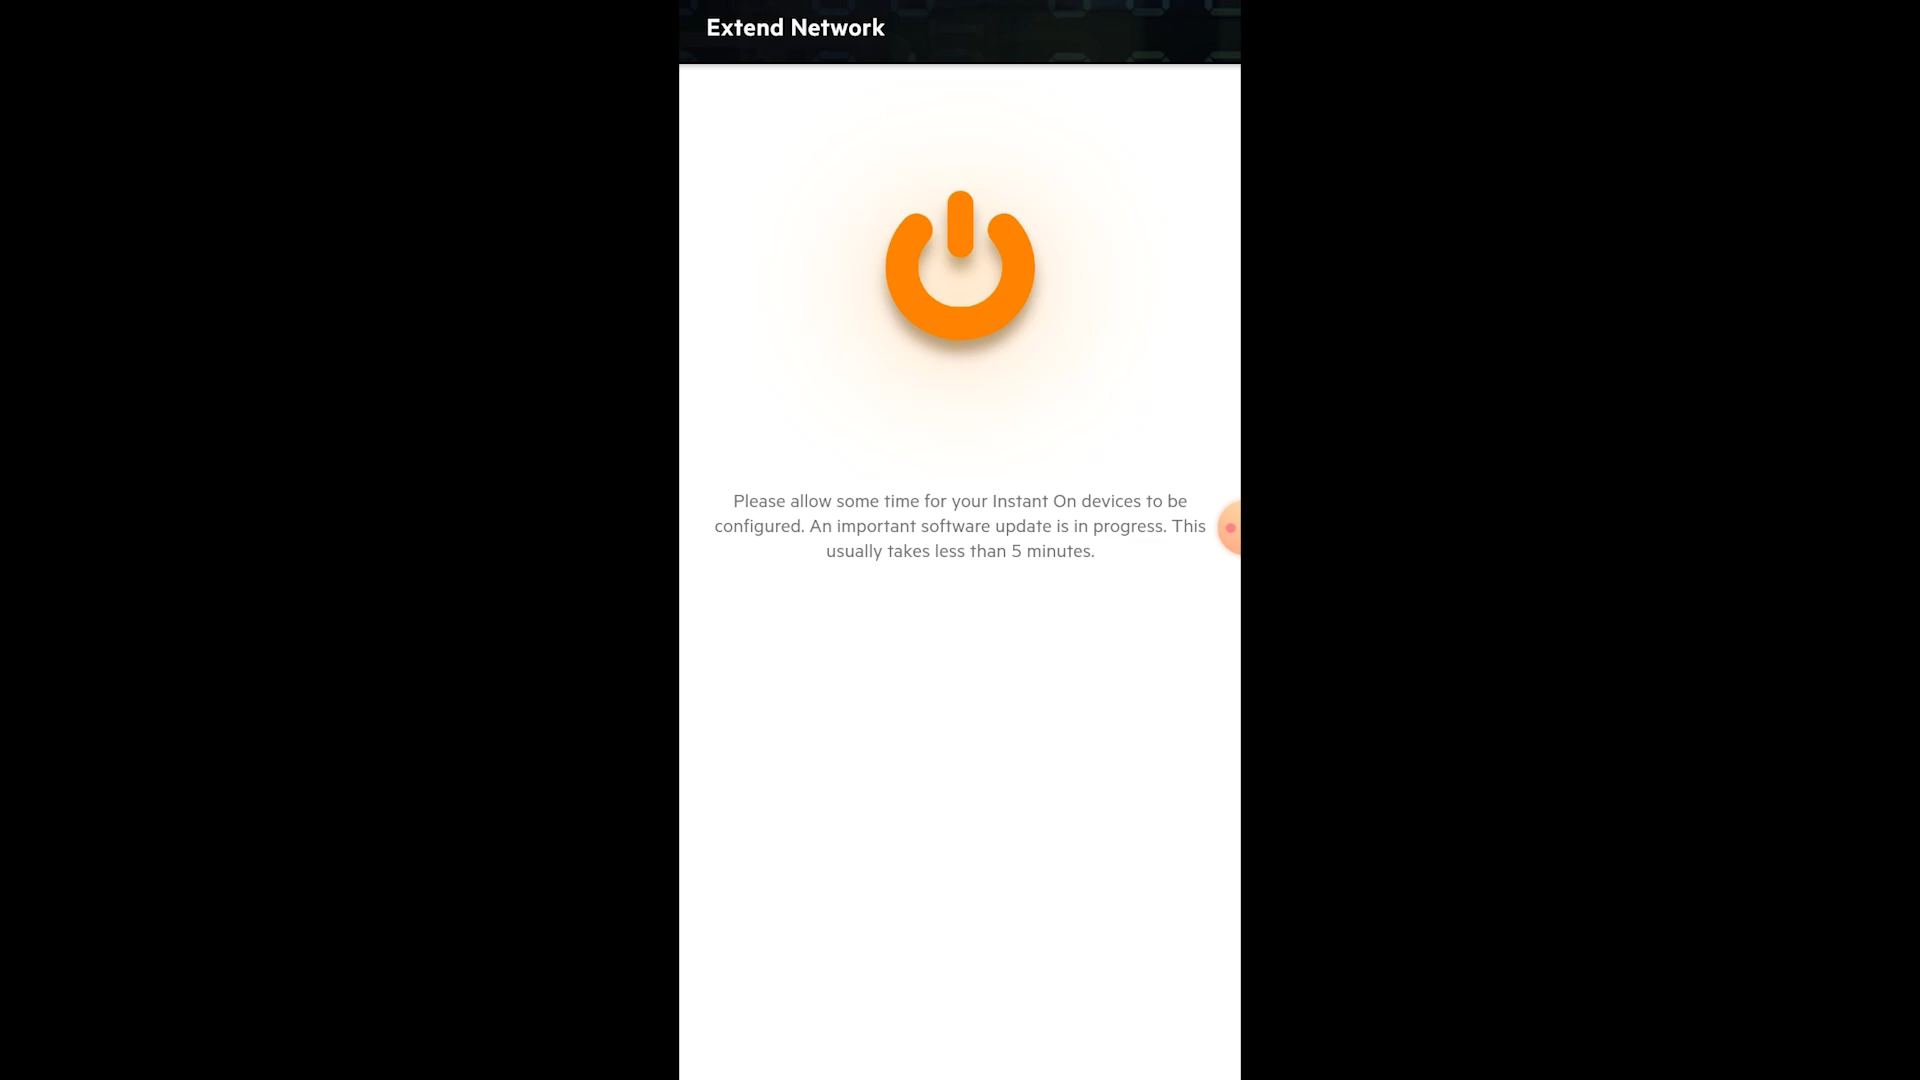 Extend Network
Please allow some time for your Instant On devices to be
configured. An important software update is in progress. This
usually takes less than 5 minutes.